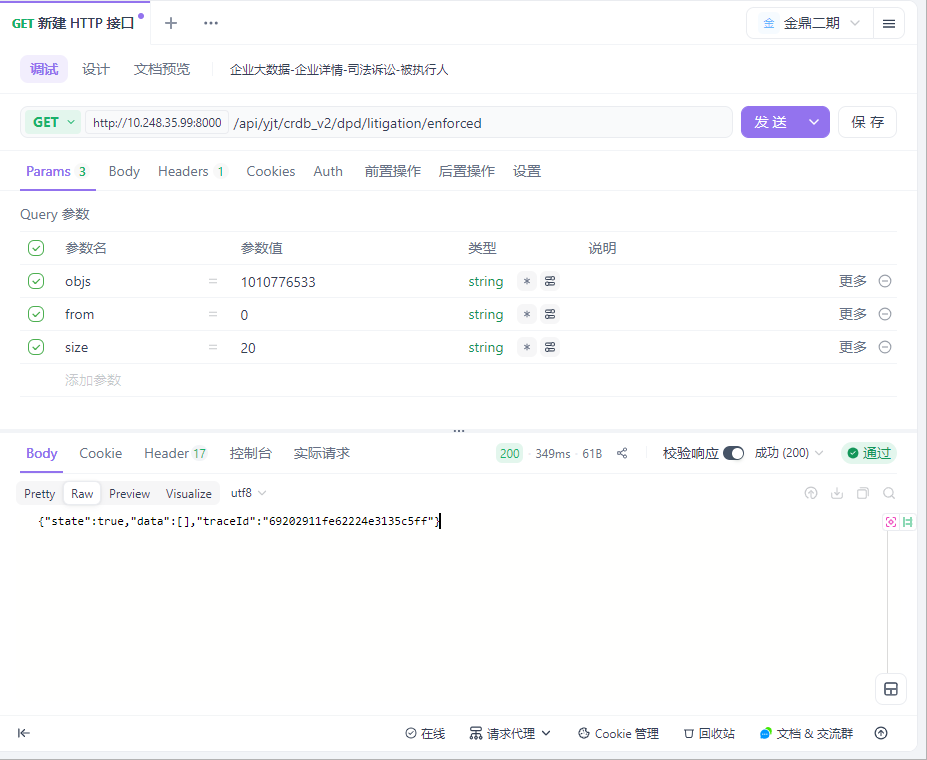 GET 新建 HTTP 接口
金 金鼎二期
调试 设计 文档预览 企业大数据-企业详情-司法诉讼-被执行人
GET http://10.248.35.99:8000 /api/yjt/crdb_v2/dpd/litigation/enforced 发 送 保 存
Params 3 Body Headers 1 Cookies Auth 前置操作 后置操作 设置
Query 参数
参数名 参数值 类型 说明
objs = 1010776533 string * 更多
from = 0 string * 更多
size = 20 string * 更多
添加参数
Body Cookie Header 17 控制台 实际请求 200 · 349ms · 61B 校验响应 成功 (200) 通过
Pretty Raw Preview Visualize utf8
{"state":true,"data":[],"traceId":"69202911fe62224e3135c5ff"}
在线 请求代理 Cookie 管理 回收站 文档 & 交流群